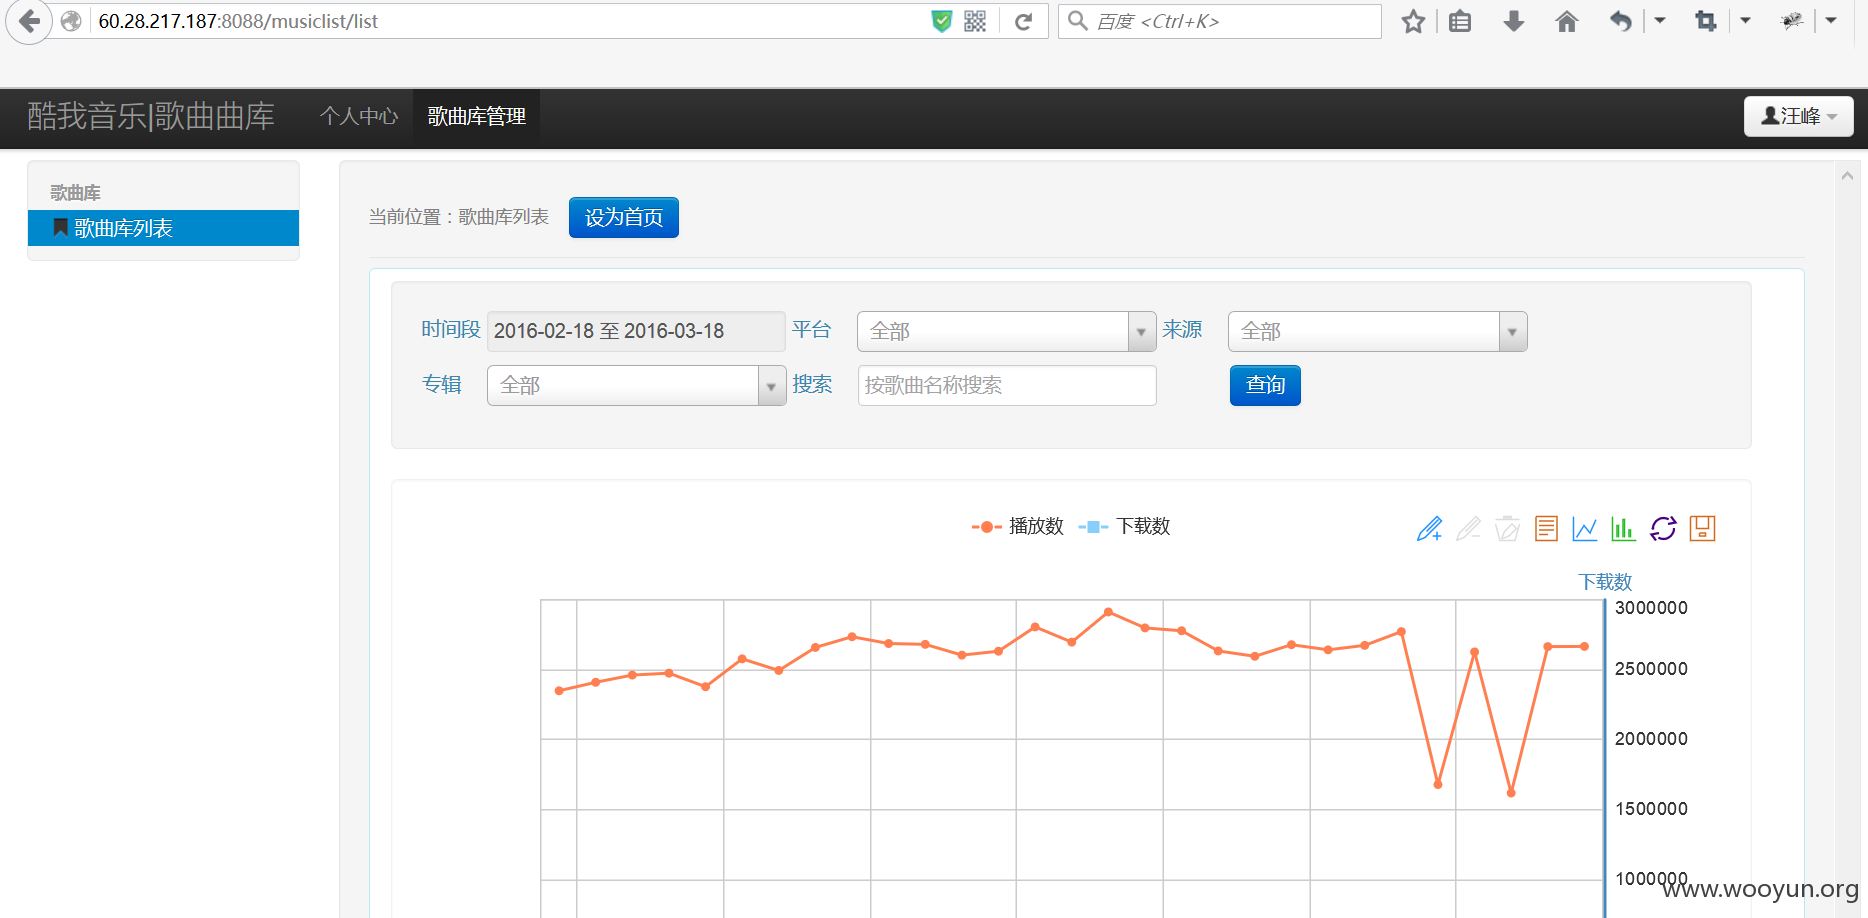 60.28.217.187:8088/musiclist/list
百度 <Ctrl+K>
酷我音乐|歌曲曲库
个人中心
歌曲库管理
汪峰
歌曲库
歌曲库列表
当前位置：歌曲库列表
设为首页
时间段
2016-02-18 至 2016-03-18
平台
全部
来源
全部
专辑
全部
搜索
按歌曲名称搜索
查询
播放数
下载数
下载数
3000000
2500000
2000000
1500000
1000000
www.wooyun.org